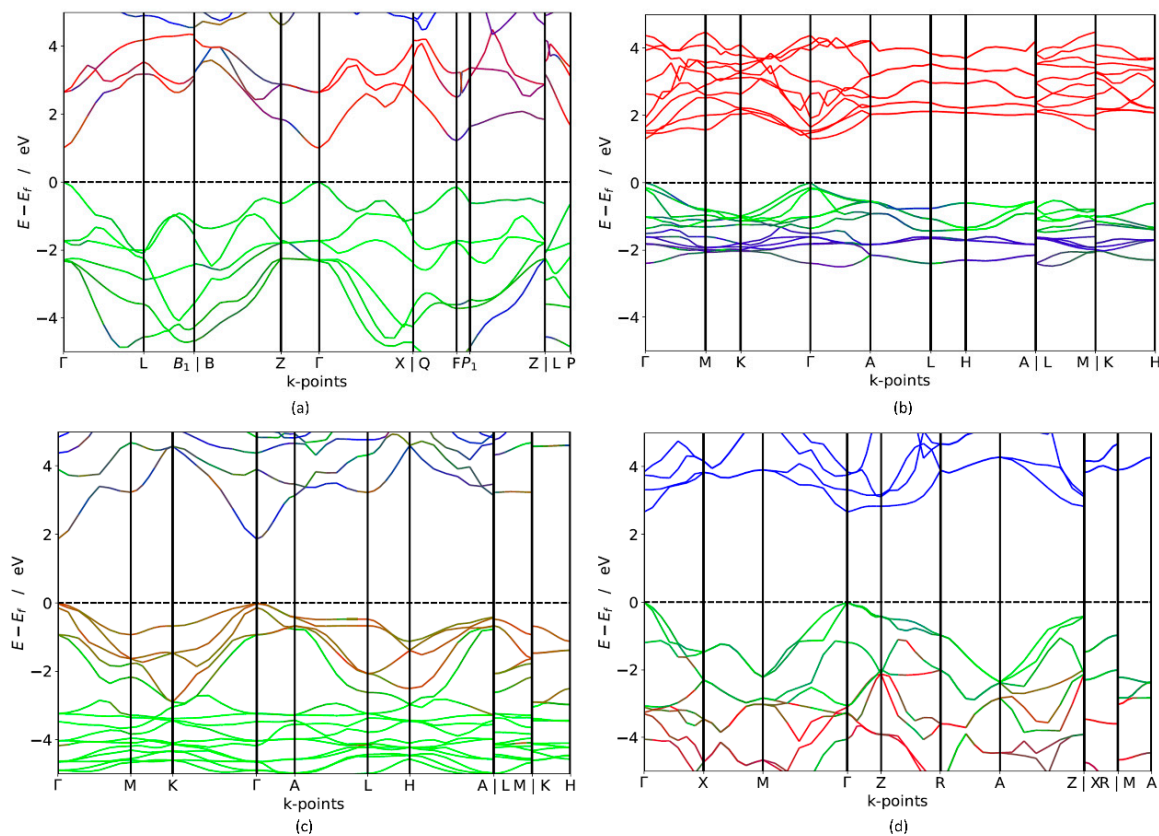 4
2
0
−2
−4
E − E_f / eV
Γ L B₁ | B Z Γ X | Q F P₁ Z | L P
k-points
(a)
4
2
0
−2
−4
E − E_f / eV
Γ M K Γ A L H A | L M | K H
k-points
(b)
4
2
0
−2
−4
E − E_f / eV
Γ M K Γ A L H A | L M | K H
k-points
(c)
4
2
0
−2
−4
E − E_f / eV
Γ X M Γ Z R A Z | X R | M A
k-points
(d)